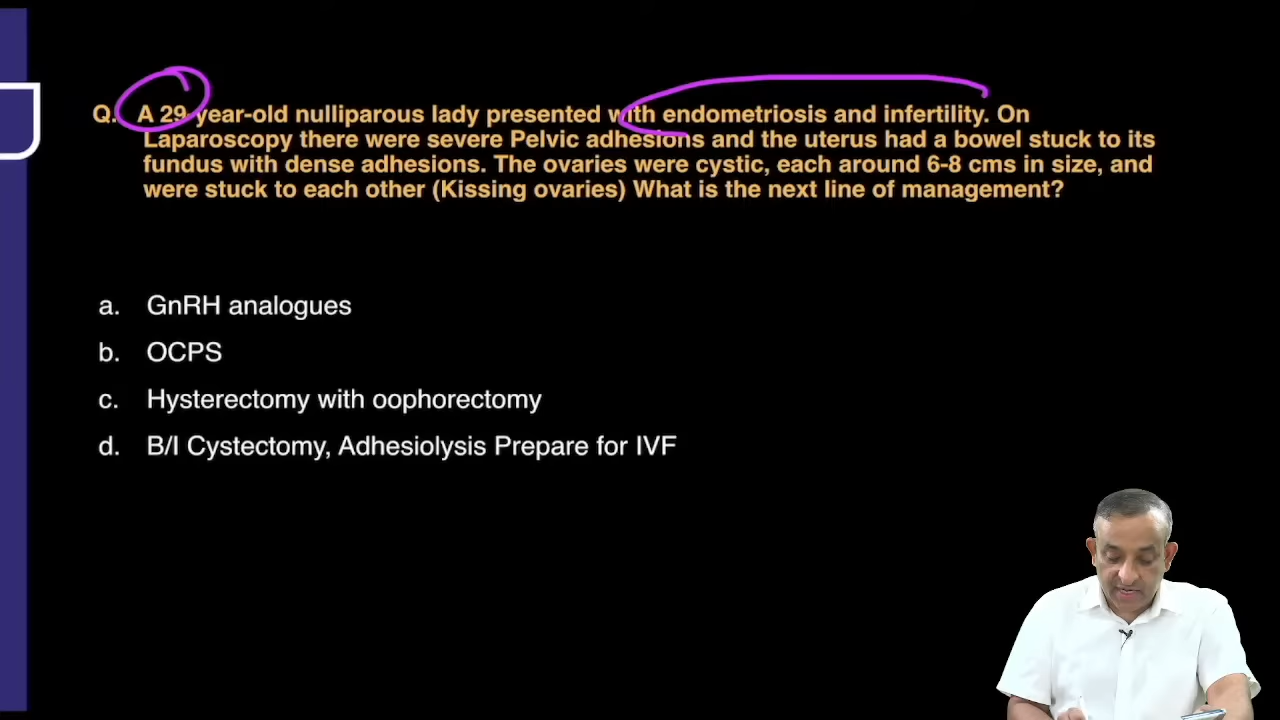 Q. A 29 year-old nulliparous lady presented with endometriosis and infertility. On
Laparoscopy there were severe Pelvic adhesions and the uterus had a bowel stuck to its
fundus with dense adhesions. The ovaries were cystic, each around 6-8 cms in size, and
were stuck to each other (Kissing ovaries) What is the next line of management?
a. GnRH analogues
b. OCPS
c. Hysterectomy with oophorectomy
d. B/l Cystectomy, Adhesiolysis Prepare for IVF